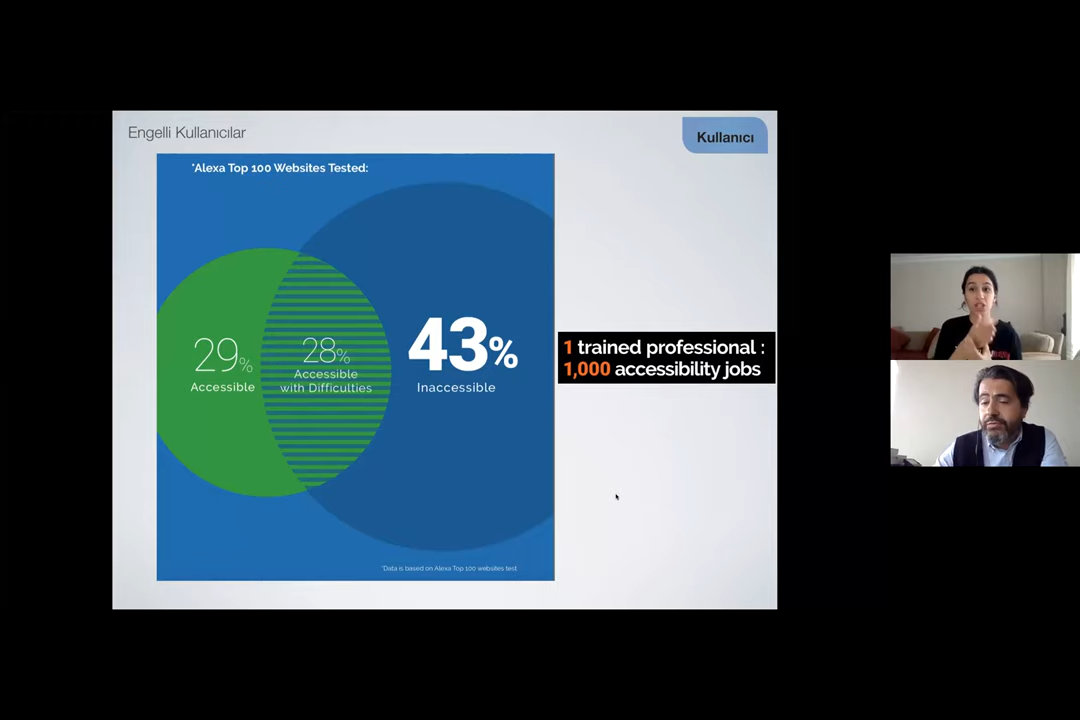 Engelli Kullanıcılar
Kullanıcı
*Alexa Top 100 Websites Tested:
29%
Accessible
28%
Accessible
with Difficulties
43%
Inaccessible
1 trained professional :
1,000 accessibility jobs
*Data is based on Alexa Top 100 websites test